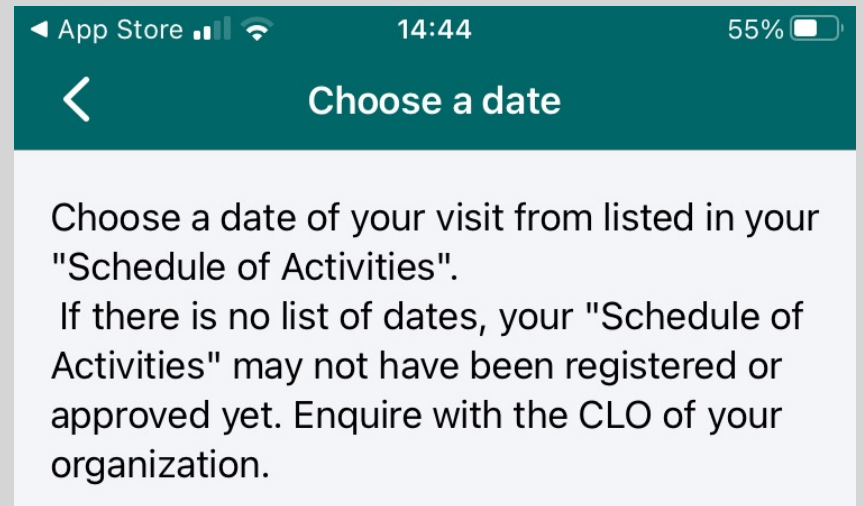 ◀ App Store 14:44 55%
Choose a date
Choose a date of your visit from listed in your
"Schedule of Activities".
If there is no list of dates, your "Schedule of
Activities" may not have been registered or
approved yet. Enquire with the CLO of your
organization.